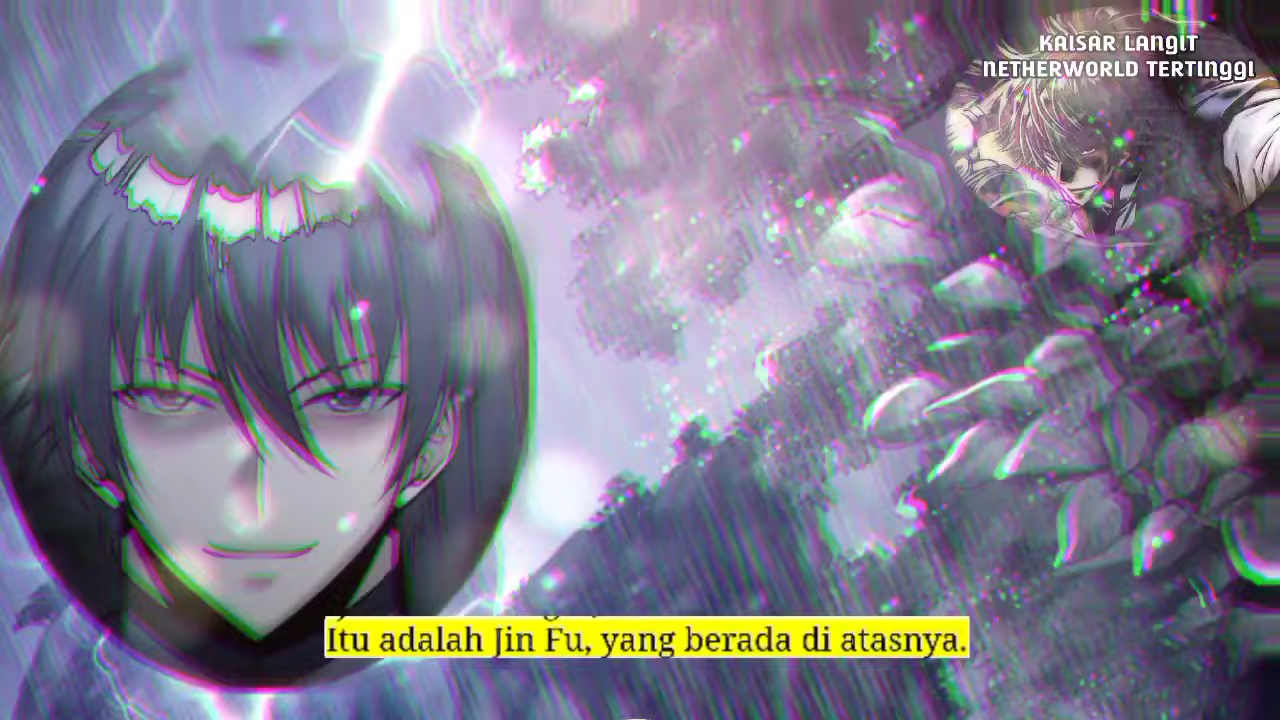 KAISAR LANGIT
NETHERWORLD TERTINGGI
Itu adalah Jin Fu, yang berada di atasnya.